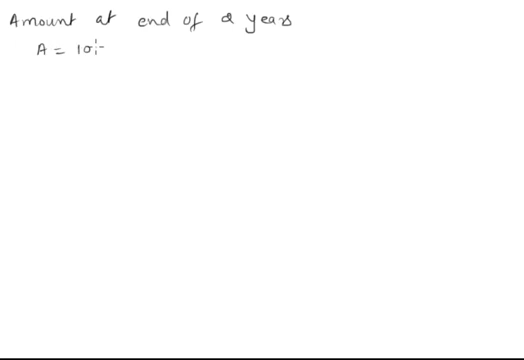 Amount at end of 2 years
A = 10